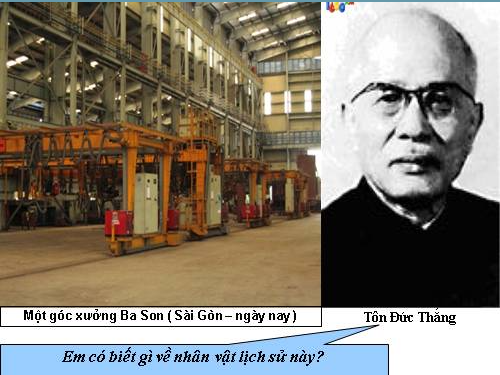 Một góc xưởng Ba Son ( Sài Gòn – ngày nay )
Tôn Đức Thắng
Em có biết gì về nhân vật lịch sử này?